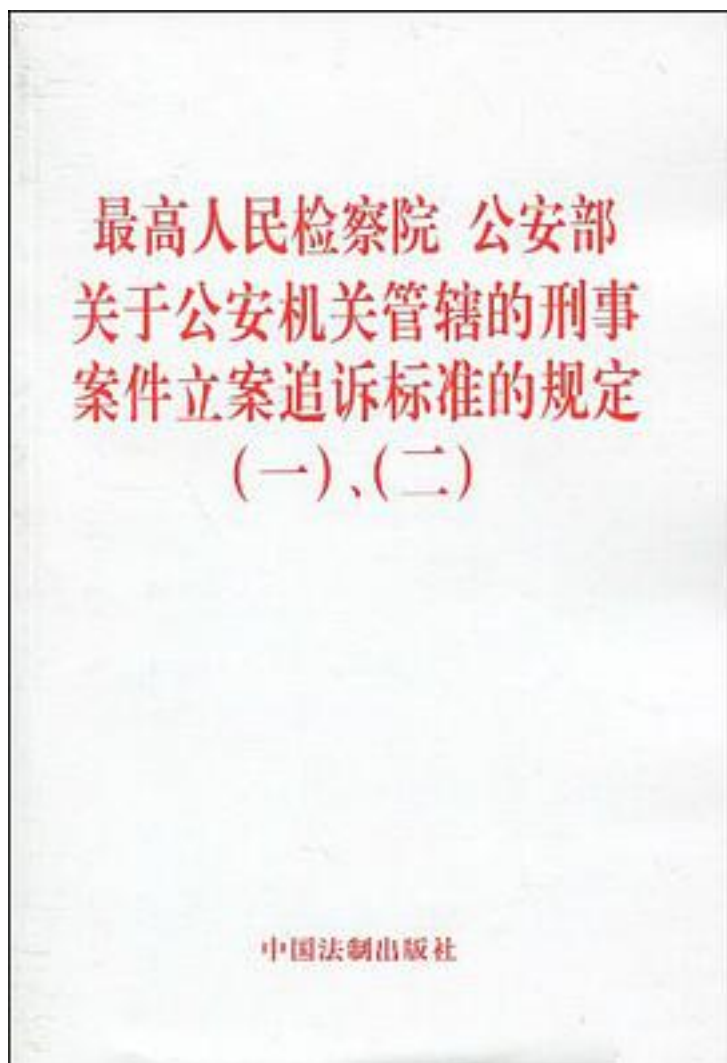 最高人民检察院 公安部
关于公安机关管辖的刑事
案件立案追诉标准的规定
(一)、(二)
中国法制出版社